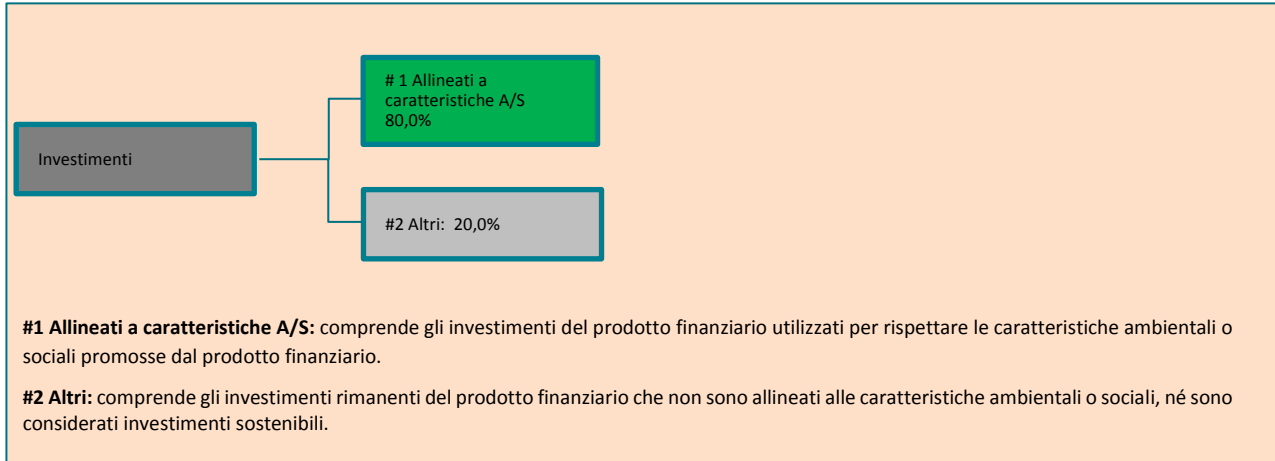 # 1 Allineati a
caratteristiche A/S
80,0%
Investimenti
#2 Altri: 20,0%
#1 Allineati a caratteristiche A/S: comprende gli investimenti del prodotto finanziario utilizzati per rispettare le caratteristiche ambientali o
sociali promosse dal prodotto finanziario.
#2 Altri: comprende gli investimenti rimanenti del prodotto finanziario che non sono allineati alle caratteristiche ambientali o sociali, né sono
considerati investimenti sostenibili.